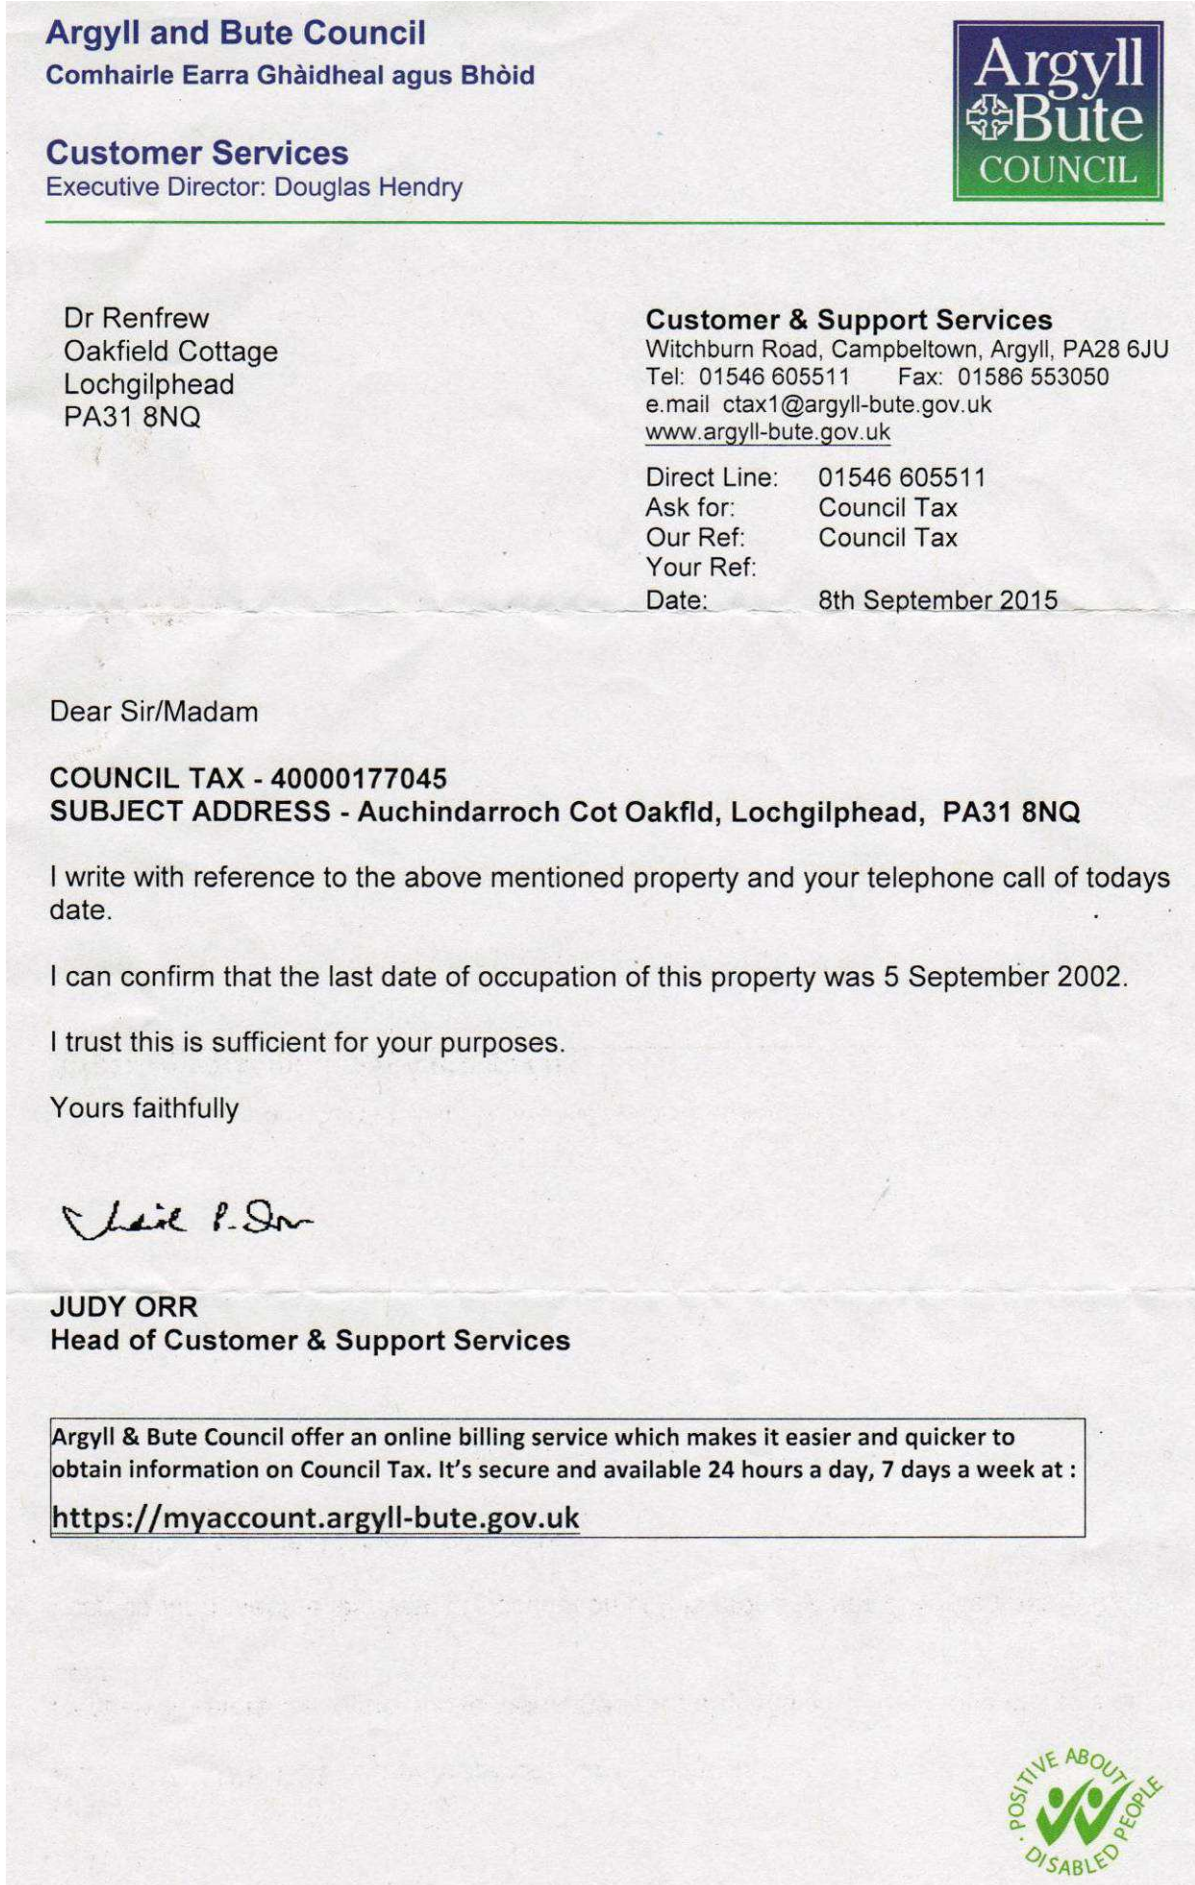 Argyll and Bute Council
Comhairle Earra Ghàidheal agus Bhòid
Customer Services
Executive Director: Douglas Hendry
Argyll
Bute
COUNCIL
Dr Renfrew
Oakfield Cottage
Lochgilphead
PA31 8NQ
Customer & Support Services
Witchburn Road, Campbeltown, Argyll, PA28 6JU
Tel: 01546 605511 Fax: 01586 553050
e.mail ctax1@argyll-bute.gov.uk
www.argyll-bute.gov.uk
Direct Line: 01546 605511
Ask for: Council Tax
Our Ref: Council Tax
Your Ref:
Date: 8th September 2015
Dear Sir/Madam
COUNCIL TAX - 40000177045
SUBJECT ADDRESS - Auchindarroch Cot Oakfld, Lochgilphead, PA31 8NQ
I write with reference to the above mentioned property and your telephone call of todays
date.
I can confirm that the last date of occupation of this property was 5 September 2002.
I trust this is sufficient for your purposes.
Yours faithfully
JUDY ORR
Head of Customer & Support Services
Argyll & Bute Council offer an online billing service which makes it easier and quicker to
obtain information on Council Tax. It's secure and available 24 hours a day, 7 days a week at :
https://myaccount.argyll-bute.gov.uk
POSITIVE ABOUT
DISABLED PEOPLE